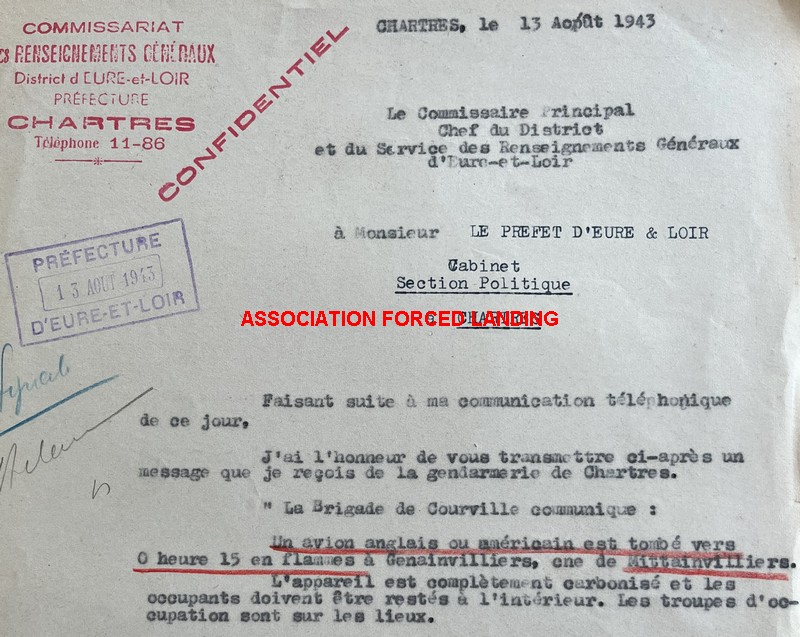 COMMISSARIAT
ES RENSEIGNEMENTS GÉNÉRAUX
District d'EURE-et-LOIR
PRÉFECTURE
CHARTRES
Téléphone 11-86
CONFIDENTIEL
CHARTRES, le 13 Août 1943
Le Commissaire Principal
Chef du District
et du Service des Renseignements Généraux
d'Eure-et-Loir
à Monsieur LE PREFET D'EURE & LOIR
Cabinet
Section Politique
à CHARTRES
PRÉFECTURE
13 AOUT 1943
D'EURE-ET-LOIR
ASSOCIATION FORCED LANDING
Faisant suite à ma communication téléphonique
de ce jour,
J'ai l'honneur de vous transmettre ci-après un
message que je reçois de la gendarmerie de Chartres.
" La Brigade de Courville communique :
Un avion anglais ou américain est tombé vers
0 heure 15 en flammes à Genainvilliers, cne de Mittainvilliers.
L'appareil est complètement carbonisé et les
occupants doivent être restés à l'intérieur. Les troupes d'oc-
cupation sont sur les lieux.